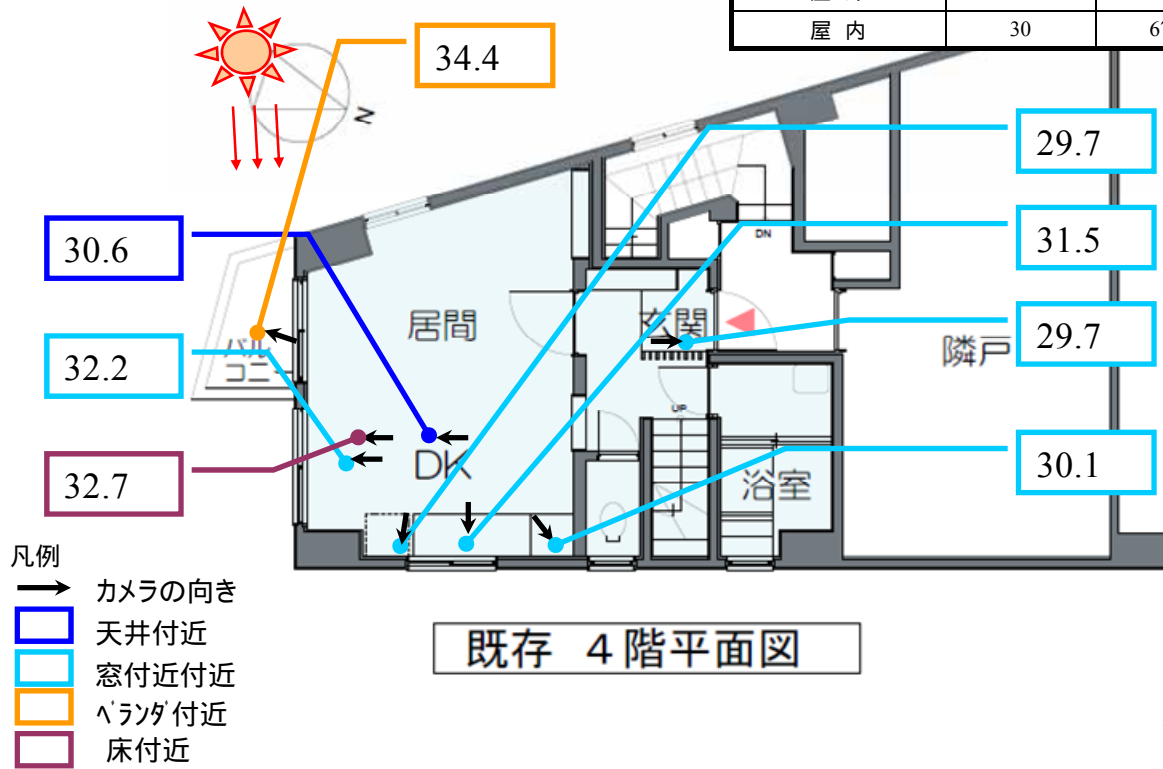 屋 内 30
34.4
N
29.7
30.6
31.5
DN
居間
玄関
29.7
バル
コニー
隣戸
32.2
UP
DK
浴室
30.1
32.7
凡例
カメラの向き
天井付近
窓付近付近
ベランダ付近
床付近
既存 4階平面図